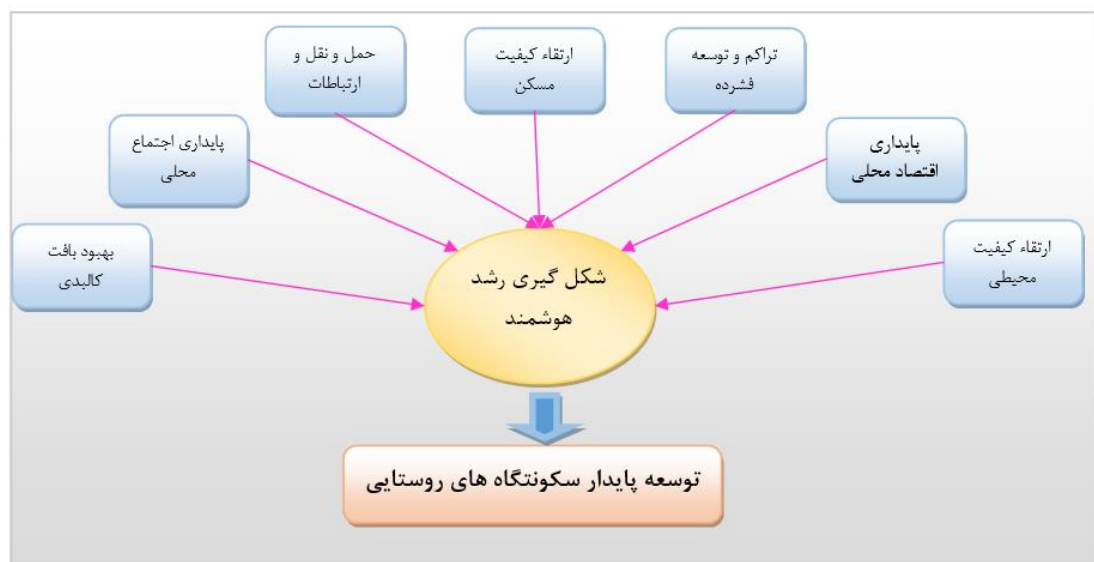 تراکم و توسعه
فشرده
ارتقاء کیفیت
مسکن
حمل و نقل و
ارتباطات
پایداری
اقتصاد محلی
پایداری اجتماع
محلی
ارتقاء کیفیت
محیطی
بهبود بافت
کالبدی
شکل گیری رشد
هوشمند
توسعه پایدار سکونتگاه های روستایی